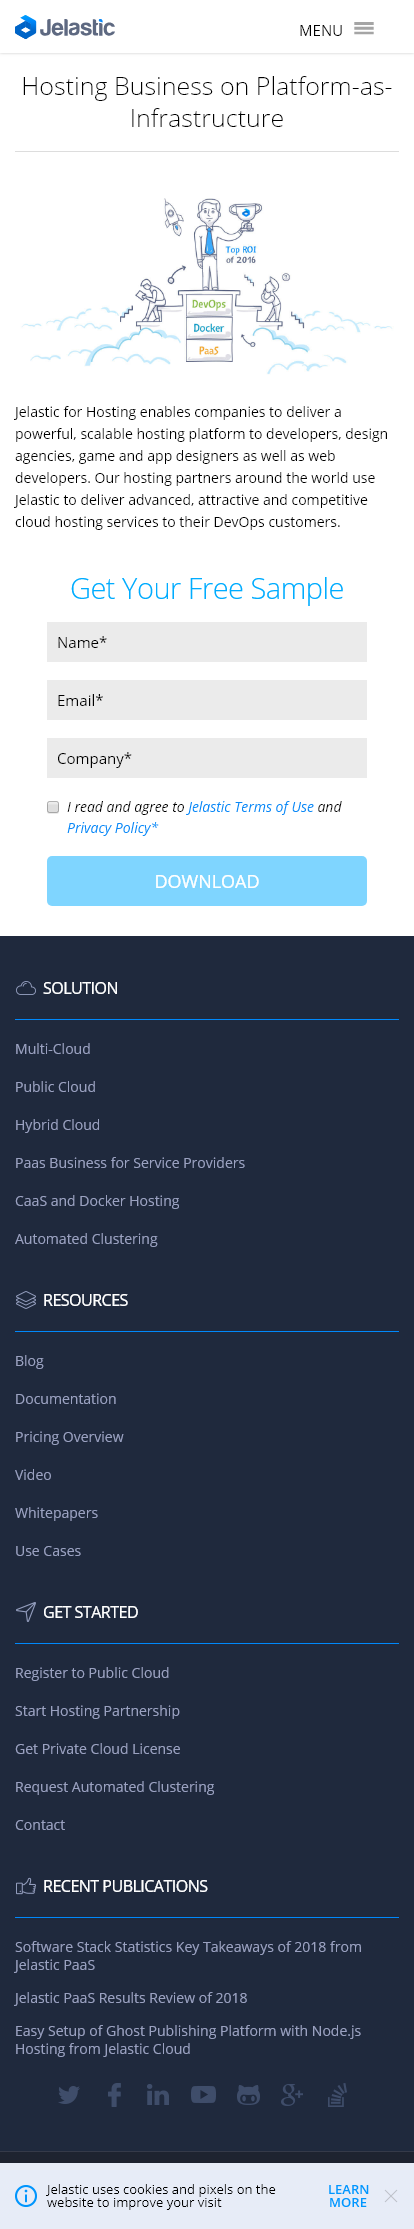 Jelastic
MENU
Hosting Business on Platform-as-
Infrastructure
Top ROI
of 2016
DevOps
Docker
PaaS
Jelastic for Hosting enables companies to deliver a
powerful, scalable hosting platform to developers, design
agencies, game and app designers as well as web
developers. Our hosting partners around the world use
Jelastic to deliver advanced, attractive and competitive
cloud hosting services to their DevOps customers.
Get Your Free Sample
Name*
Email*
Company*
I read and agree to Jelastic Terms of Use and
Privacy Policy*
DOWNLOAD
SOLUTION
Multi-Cloud
Public Cloud
Hybrid Cloud
Paas Business for Service Providers
CaaS and Docker Hosting
Automated Clustering
RESOURCES
Blog
Documentation
Pricing Overview
Video
Whitepapers
Use Cases
GET STARTED
Register to Public Cloud
Start Hosting Partnership
Get Private Cloud License
Request Automated Clustering
Contact
RECENT PUBLICATIONS
Software Stack Statistics Key Takeaways of 2018 from
Jelastic PaaS
Jelastic PaaS Results Review of 2018
Easy Setup of Ghost Publishing Platform with Node.js
Hosting from Jelastic Cloud
Jelastic uses cookies and pixels on the
website to improve your visit
LEARN
MORE